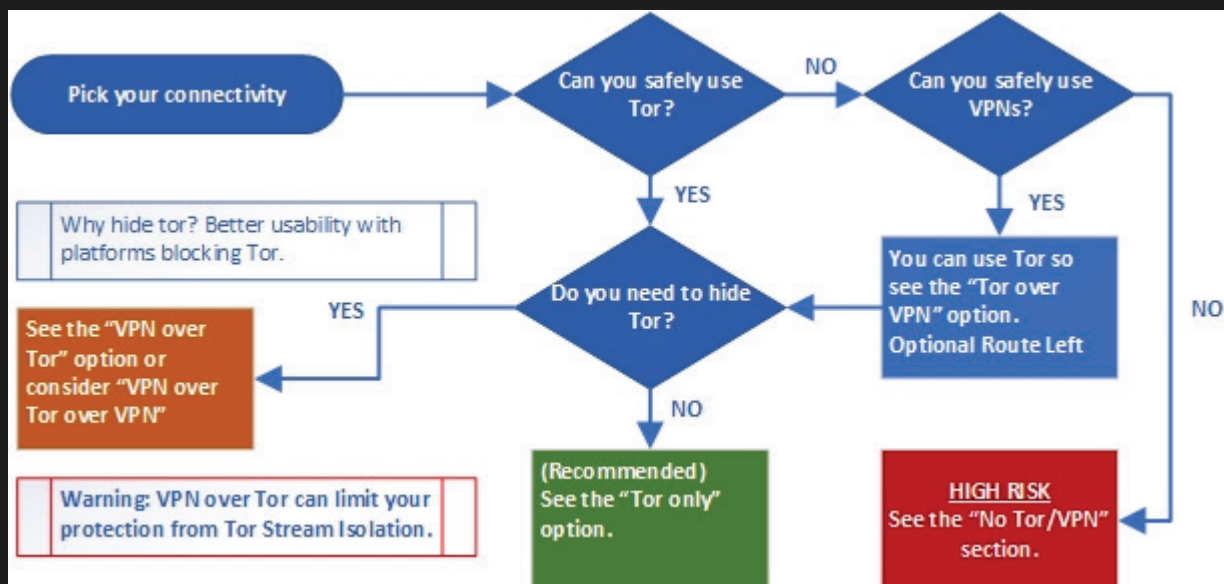 Pick your connectivity
Can you safely use
Tor?
NO
Can you safely use
VPNs?
YES
YES
Why hide tor? Better usability with
platforms blocking Tor.
Do you need to hide
Tor?
You can use Tor so
see the “Tor over
VPN” option.
Optional Route Left
NO
YES
See the “VPN over
Tor” option or
consider “VPN over
Tor over VPN”
NO
(Recommended)
See the “Tor only”
option.
HIGH RISK
See the “No Tor/VPN”
section.
Warning: VPN over Tor can limit your
protection from Tor Stream Isolation.